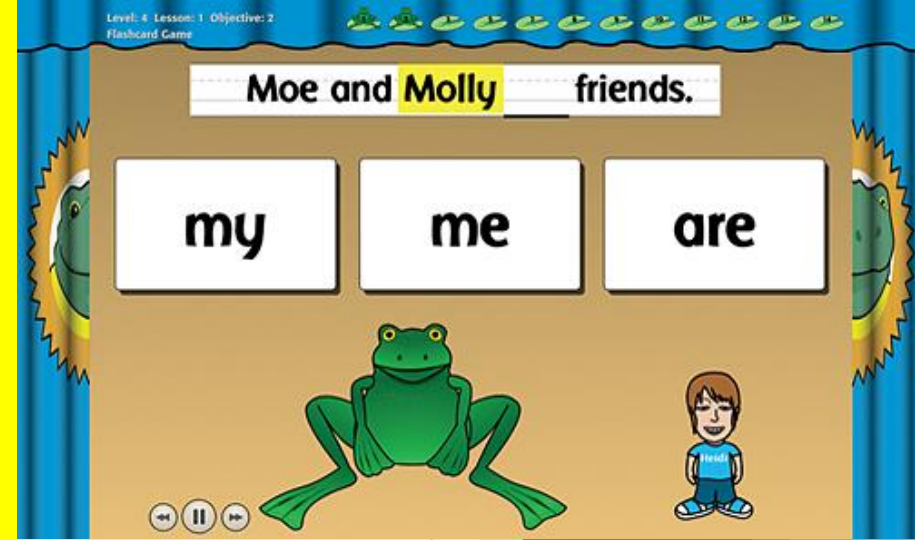 Level: 4 Lesson: 1 Objective: 2
Flashcard Game
Moe and Molly ____ friends.
my me are
Heidi